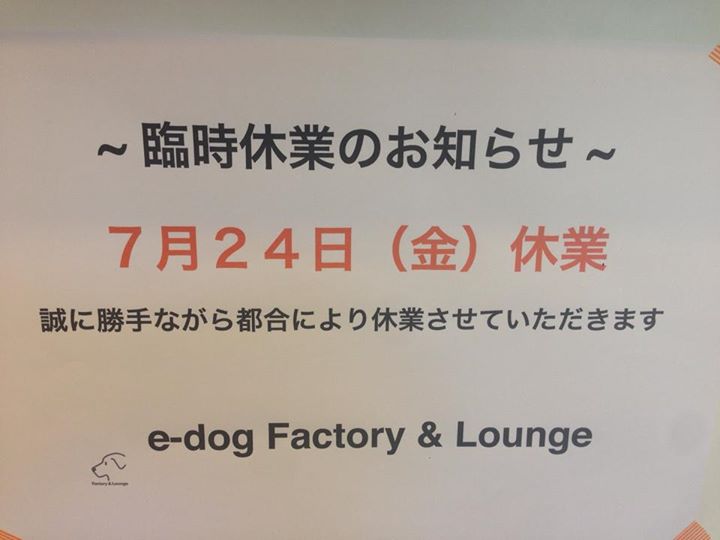 ~ 臨時休業のお知らせ ~
７月２４日（金）休業
誠に勝手ながら都合により休業させていただきます
e-dog Factory & Lounge
Factory & Lounge